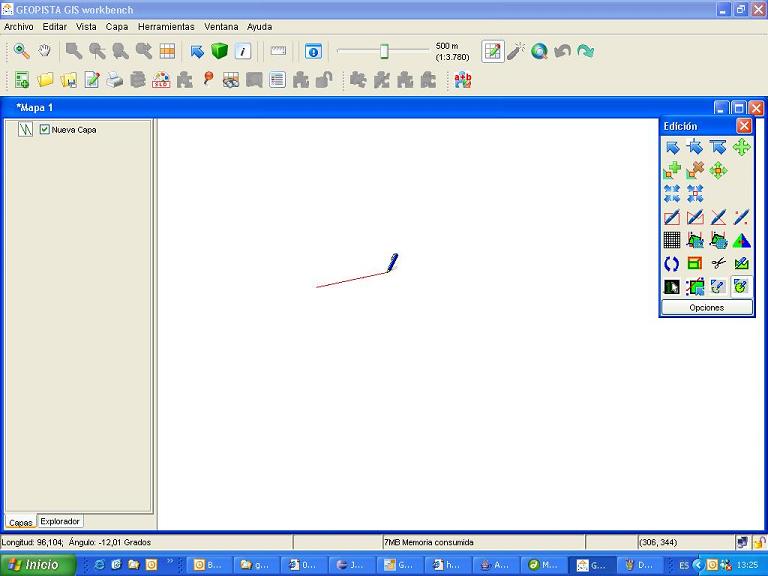 GEOPISTA GIS workbench
Archivo Editar Vista Capa Herramientas Ventana Ayuda
500 m
(1:3.780)
SLD
*Mapa 1
Edición
Nueva Capa
Opciones
Capas Explorador
Longitud: 96,104; Ángulo: -12,01 Grados 7MB Memoria consumida (306, 344)
Inicio B... g... 0... J... G... h... A... M... G... D... ES 13:25